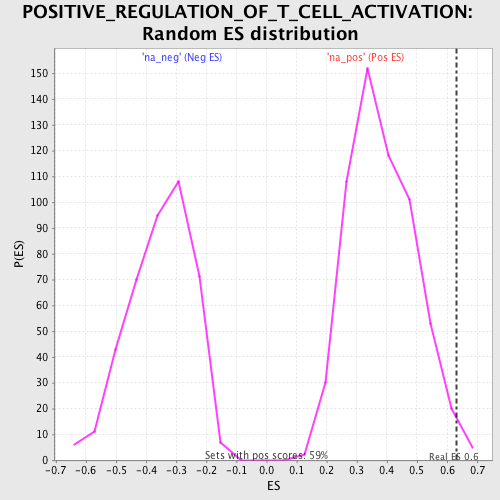 POSITIVE_REGULATION_OF_T_CELL_ACTIVATION:
Random ES distribution
'na_neg' (Neg ES) 'na_pos' (Pos ES)
150
140
130
120
110
100
90
80
70
60
50
40
30
20
10
0
P(ES)
Sets with pos scores: 59%
Real ES 0.6
-0.7 -0.6 -0.5 -0.4 -0.3 -0.2 -0.1 0.0 0.1 0.2 0.3 0.4 0.5 0.6 0.7
ES